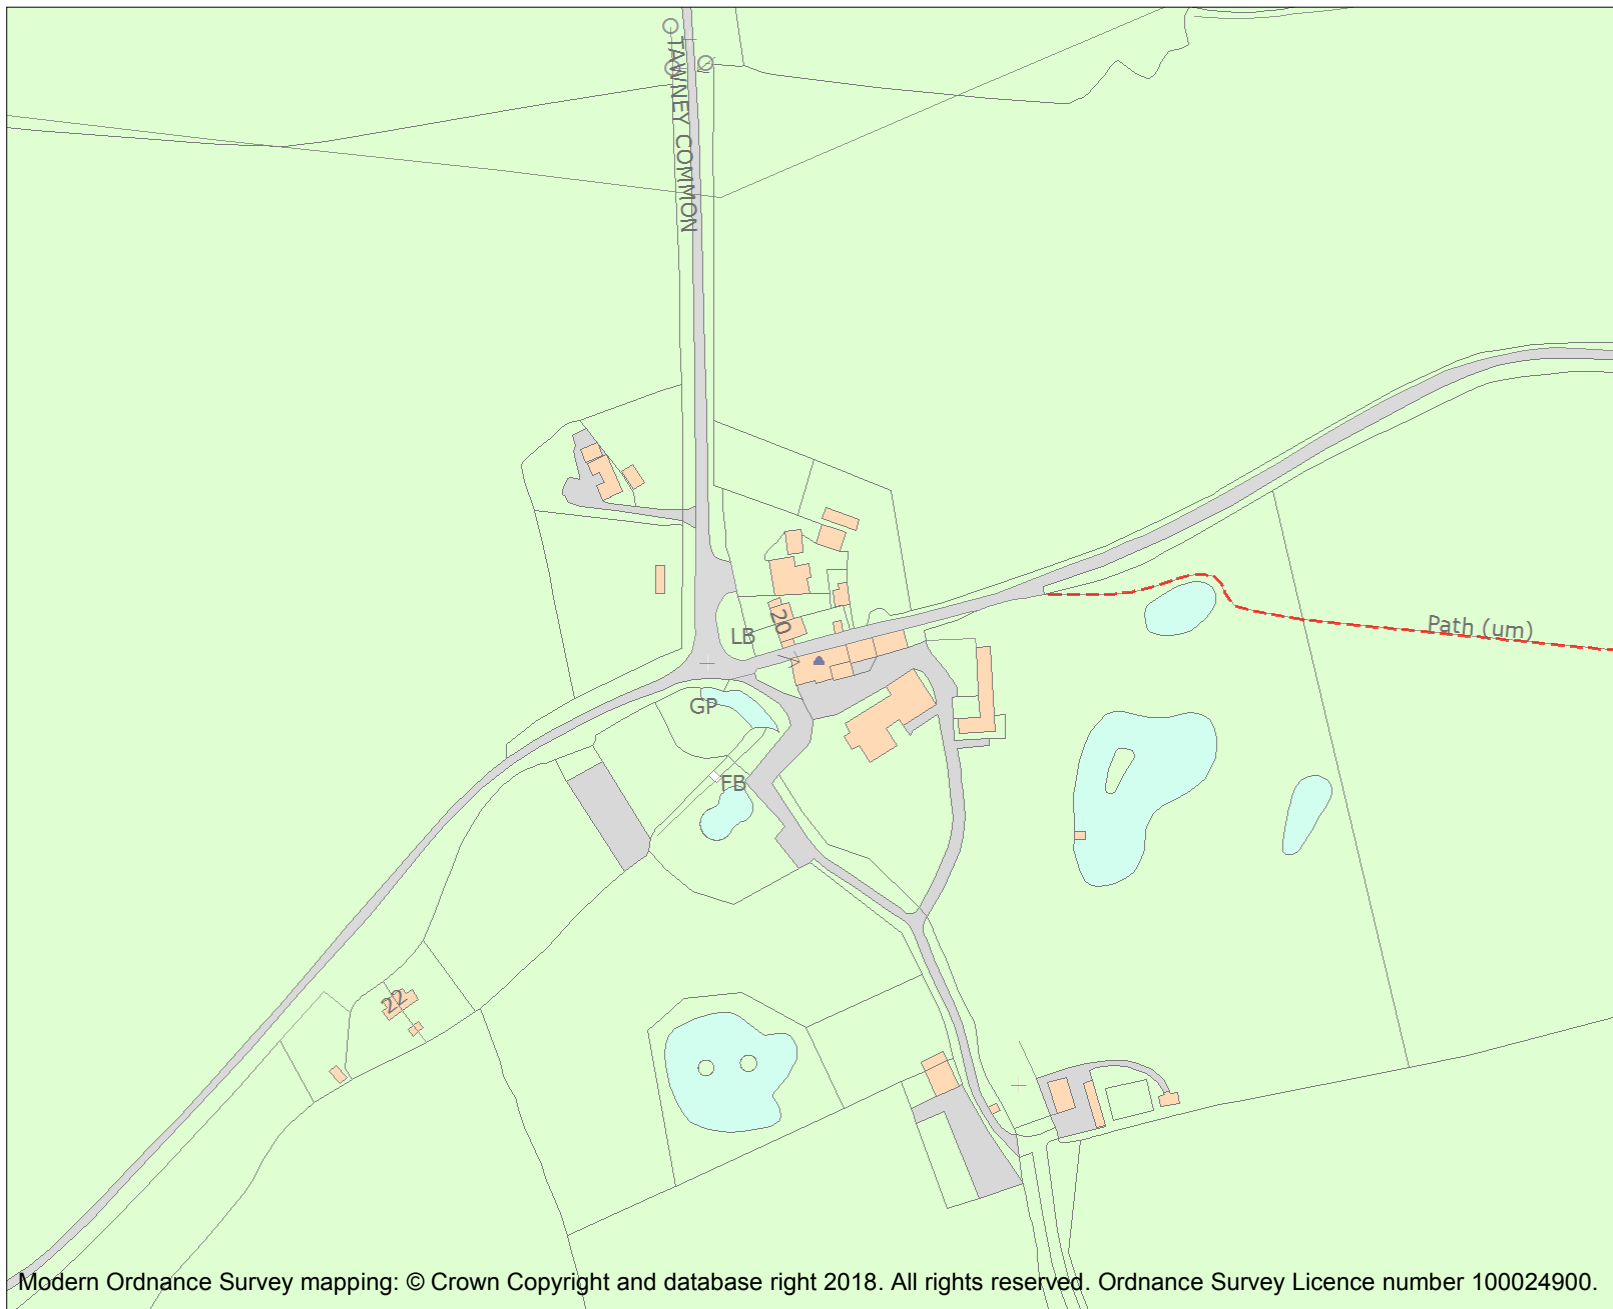 TAWNEY COMMON
20
LB
Path (um)
GP
FB
22
Modern Ordnance Survey mapping: © Crown Copyright and database right 2018. All rights reserved. Ordnance Survey Licence number 100024900.